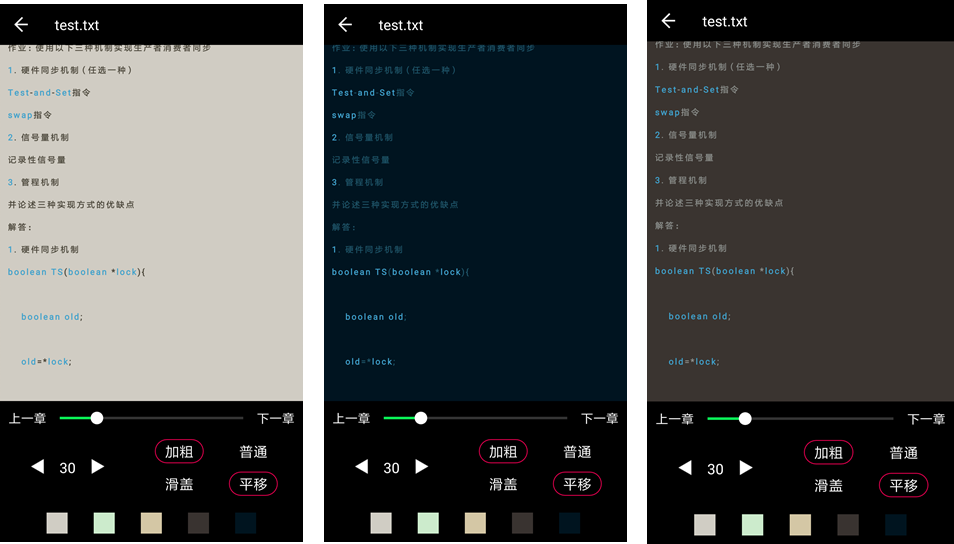 test.txt
作业：使用以下三种机制实现生产者消费者同步
1. 硬件同步机制（任选一种）
Test-and-Set指令
swap指令
2. 信号量机制
记录性信号量
3. 管程机制
并论述三种实现方式的优缺点
解答：
1. 硬件同步机制
boolean TS(boolean *lock){
boolean old;
old=*lock;
上一章 下一章
30 加粗 普通
滑盖 平移
test.txt
作业：使用以下三种机制实现生产者消费者同步
1. 硬件同步机制（任选一种）
Test-and-Set指令
swap指令
2. 信号量机制
记录性信号量
3. 管程机制
并论述三种实现方式的优缺点
解答：
1. 硬件同步机制
boolean TS(boolean *lock){
boolean old;
old=*lock;
上一章 下一章
30 加粗 普通
滑盖 平移
test.txt
作业：使用以下三种机制实现生产者消费者同步
1. 硬件同步机制（任选一种）
Test-and-Set指令
swap指令
2. 信号量机制
记录性信号量
3. 管程机制
并论述三种实现方式的优缺点
解答：
1. 硬件同步机制
boolean TS(boolean *lock){
boolean old;
old=*lock;
上一章 下一章
30 加粗 普通
滑盖 平移